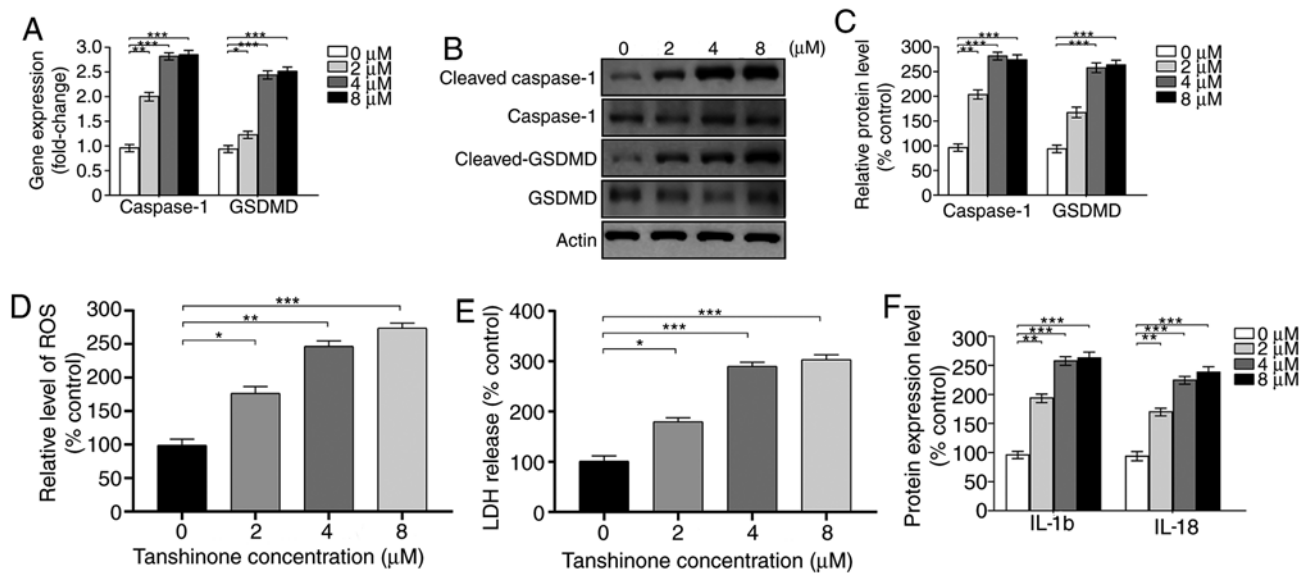 A
***
***
**
***
***
*
3.0
2.5
2.0
1.5
1.0
0.5
0
Gene expression
(fold-change)
Caspase-1 GSDMD
0 μM
2 μM
4 μM
8 μM
B
0 2 4 8 (μM)
Cleaved caspase-1
Caspase-1
Cleaved-GSDMD
GSDMD
Actin
C
***
***
**
***
***
300
250
200
150
100
50
0
Relative protein level
(% control)
Caspase-1 GSDMD
0 μM
2 μM
4 μM
8 μM
D
***
**
*
300
250
200
150
100
50
0
Relative level of ROS
(% control)
0 2 4 8
Tanshinone concentration (μM)
E
***
***
*
400
300
200
100
0
LDH release (% control)
0 2 4 8
Tanshinone concentration (μM)
F
***
***
**
***
***
**
300
250
200
150
100
50
0
Protein expression level
(% control)
IL-1b IL-18
0 μM
2 μM
4 μM
8 μM